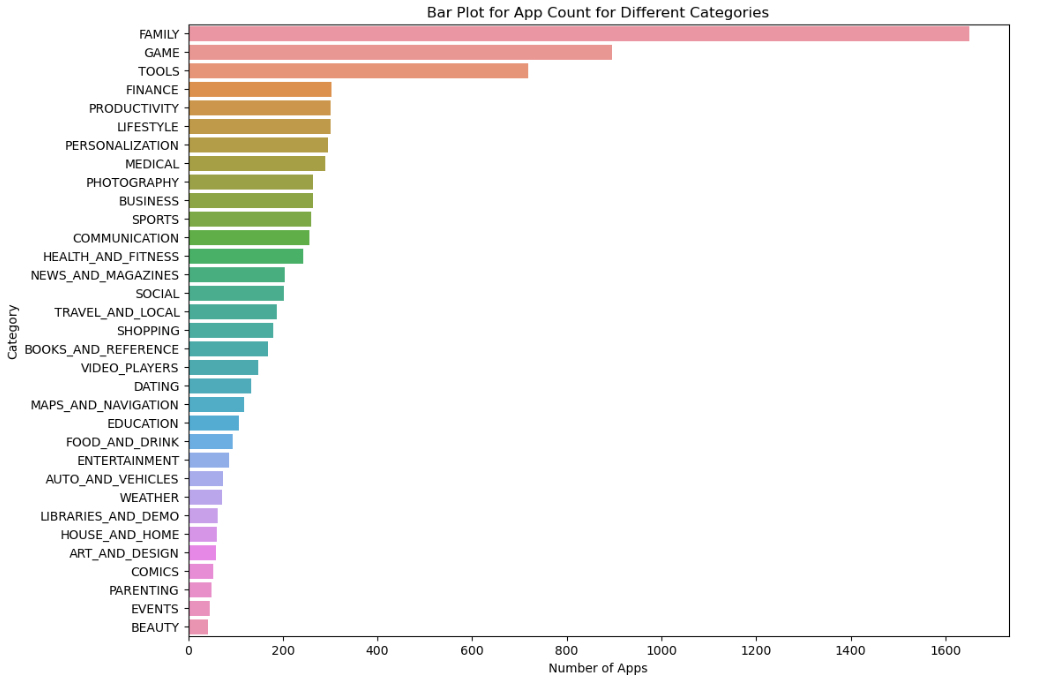 Bar Plot for App Count for Different Categories
Category
FAMILY
GAME
TOOLS
FINANCE
PRODUCTIVITY
LIFESTYLE
PERSONALIZATION
MEDICAL
PHOTOGRAPHY
BUSINESS
SPORTS
COMMUNICATION
HEALTH_AND_FITNESS
NEWS_AND_MAGAZINES
SOCIAL
TRAVEL_AND_LOCAL
SHOPPING
BOOKS_AND_REFERENCE
VIDEO_PLAYERS
DATING
MAPS_AND_NAVIGATION
EDUCATION
FOOD_AND_DRINK
ENTERTAINMENT
AUTO_AND_VEHICLES
WEATHER
LIBRARIES_AND_DEMO
HOUSE_AND_HOME
ART_AND_DESIGN
COMICS
PARENTING
EVENTS
BEAUTY
0 200 400 600 800 1000 1200 1400 1600
Number of Apps